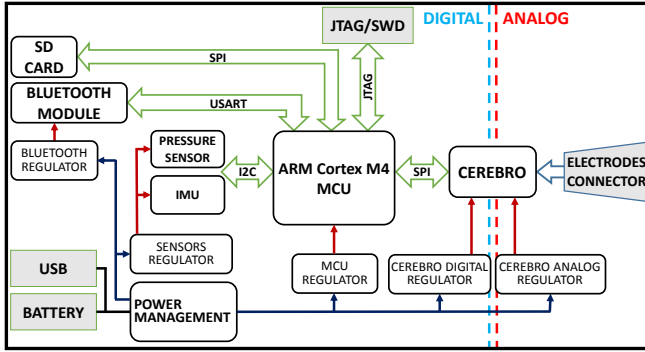 JTAG/SWD
DIGITAL
ANALOG
SD
CARD
SPI
JTAG
BLUETOOTH
MODULE
USART
BLUETOOTH
REGULATOR
PRESSURE
SENSOR
IMU
I2C
ARM Cortex M4
MCU
SPI
CEREBRO
ELECTRODES
CONNECTOR
SENSORS
REGULATOR
MCU
REGULATOR
CEREBRO DIGITAL
REGULATOR
CEREBRO ANALOG
REGULATOR
USB
BATTERY
POWER
MANAGEMENT